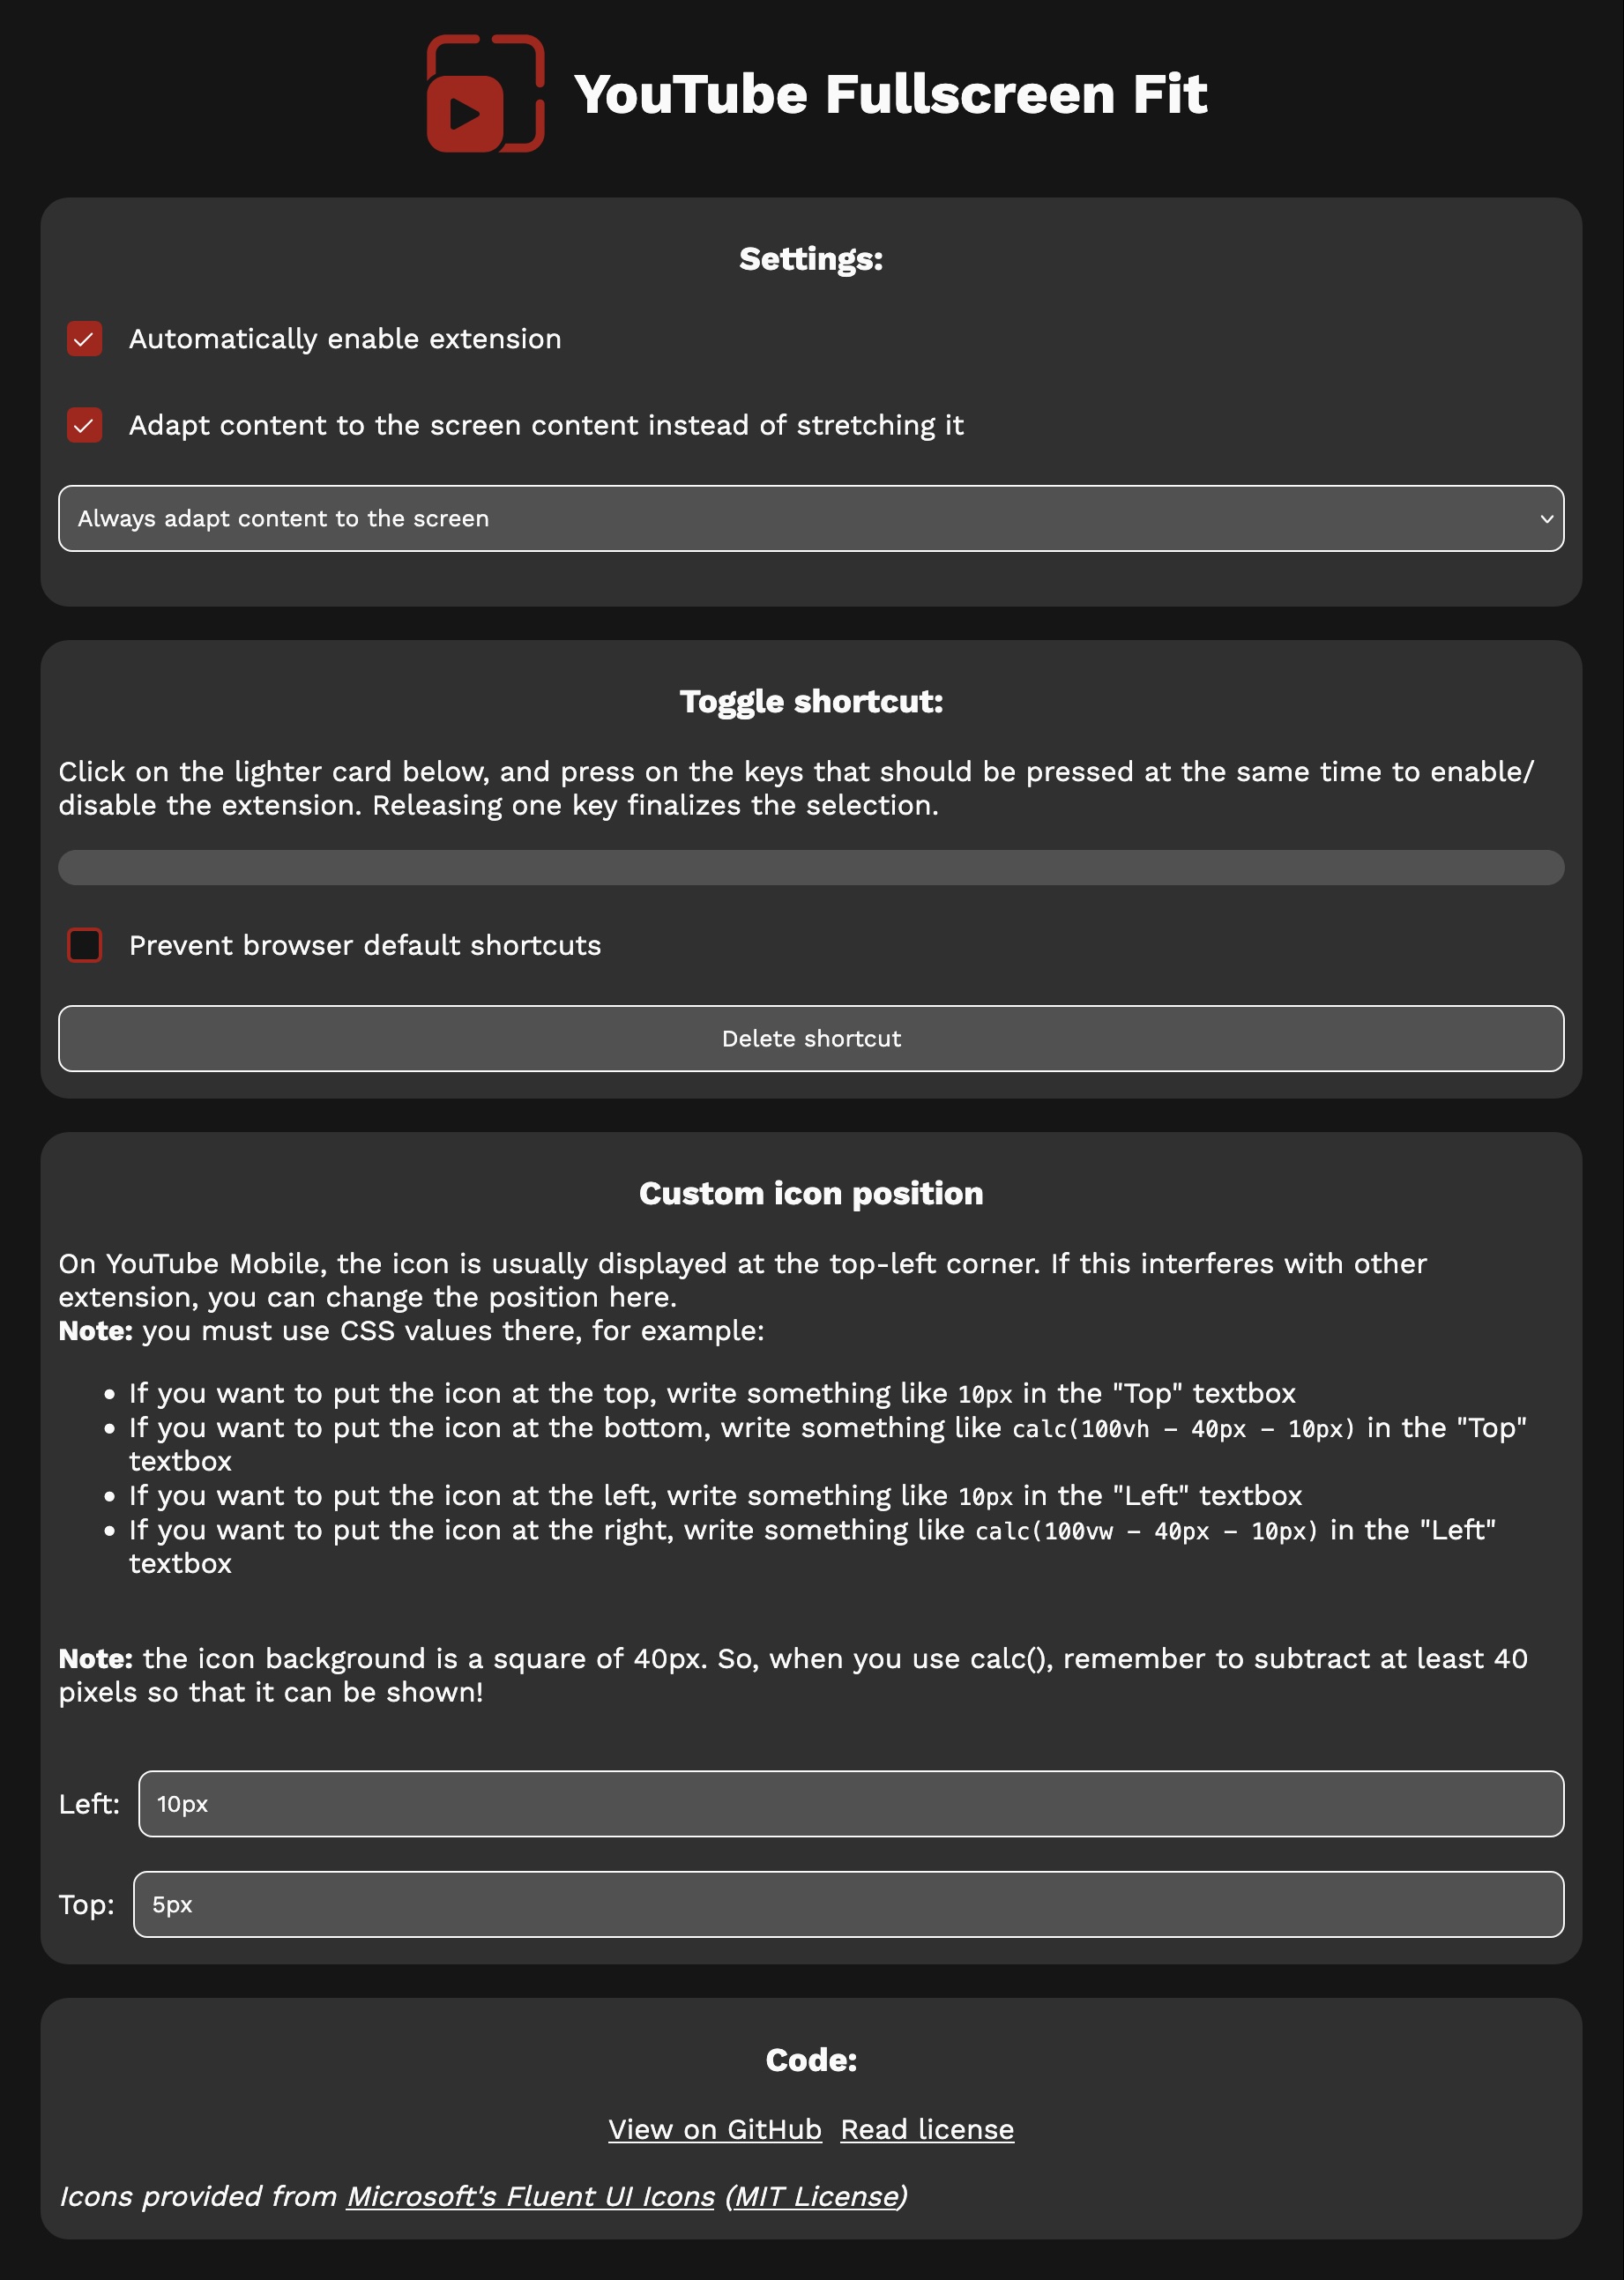 YouTube Fullscreen Fit
Settings:
Automatically enable extension
Adapt content to the screen content instead of stretching it
Always adapt content to the screen
Toggle shortcut:
Click on the lighter card below, and press on the keys that should be pressed at the same time to enable/
disable the extension. Releasing one key finalizes the selection.
Prevent browser default shortcuts
Delete shortcut
Custom icon position
On YouTube Mobile, the icon is usually displayed at the top-left corner. If this interferes with other
extension, you can change the position here.
Note: you must use CSS values there, for example:
• If you want to put the icon at the top, write something like 10px in the "Top" textbox
• If you want to put the icon at the bottom, write something like calc(100vh - 40px - 10px) in the "Top"
textbox
• If you want to put the icon at the left, write something like 10px in the "Left" textbox
• If you want to put the icon at the right, write something like calc(100vw - 40px - 10px) in the "Left"
textbox
Note: the icon background is a square of 40px. So, when you use calc(), remember to subtract at least 40
pixels so that it can be shown!
Left: 10px
Top: 5px
Code:
View on GitHub Read license
Icons provided from Microsoft's Fluent UI Icons (MIT License)